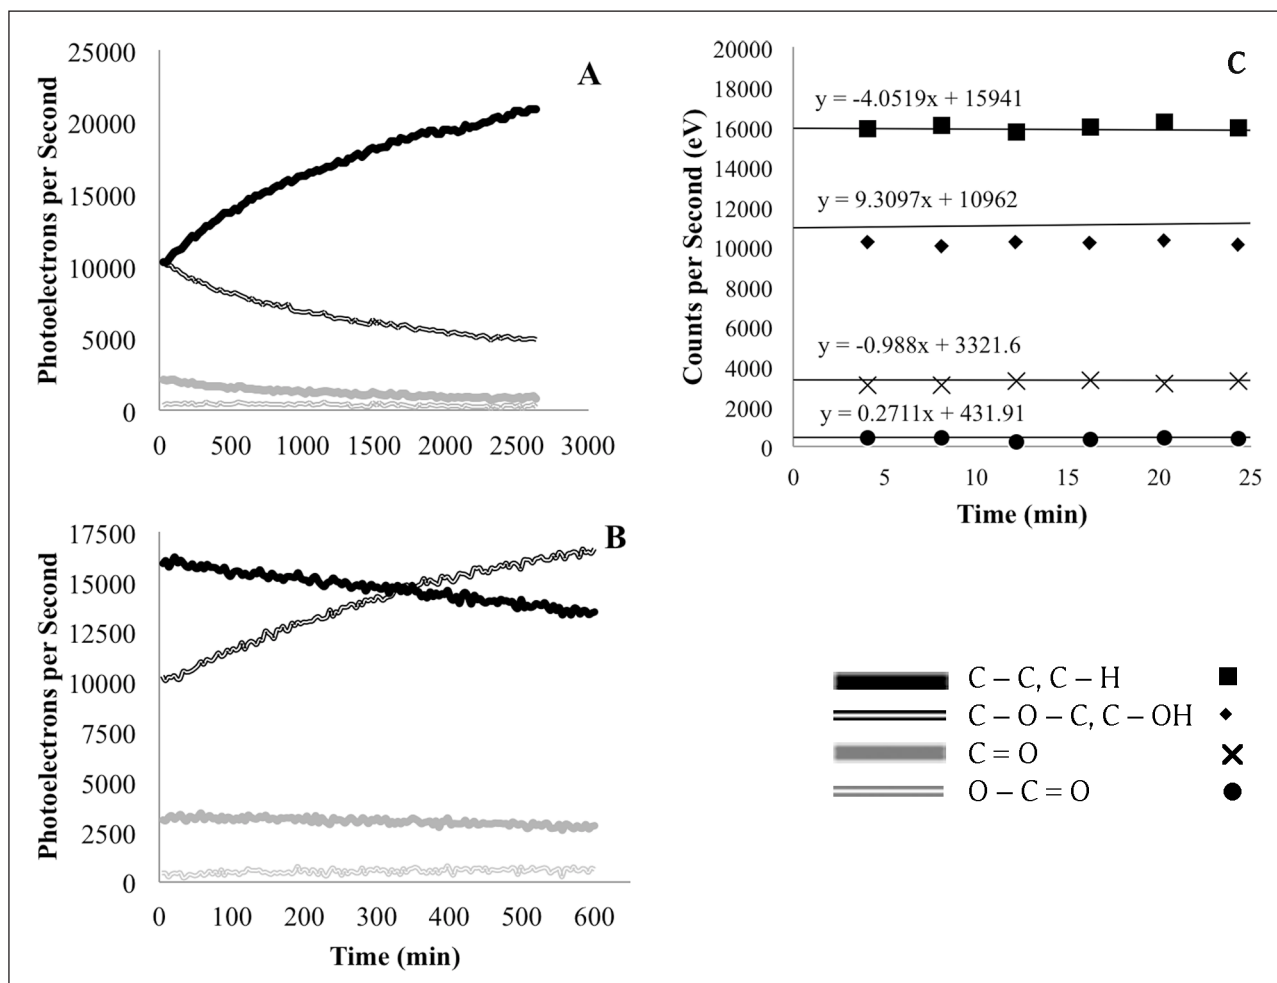 A
Photoelectrons per Second
25000
20000
15000
10000
5000
0
0 500 1000 1500 2000 2500 3000
B
Photoelectrons per Second
17500
15000
12500
10000
7500
5000
2500
0
0 100 200 300 400 500 600
Time (min)
C
Counts per Second (eV)
20000
18000
16000
14000
12000
10000
8000
6000
4000
2000
0
y = -4.0519x + 15941
y = 9.3097x + 10962
y = -0.988x + 3321.6
y = 0.2711x + 431.91
0 5 10 15 20 25
Time (min)
C – C, C – H
C – O – C, C – OH
C = O
O – C = O